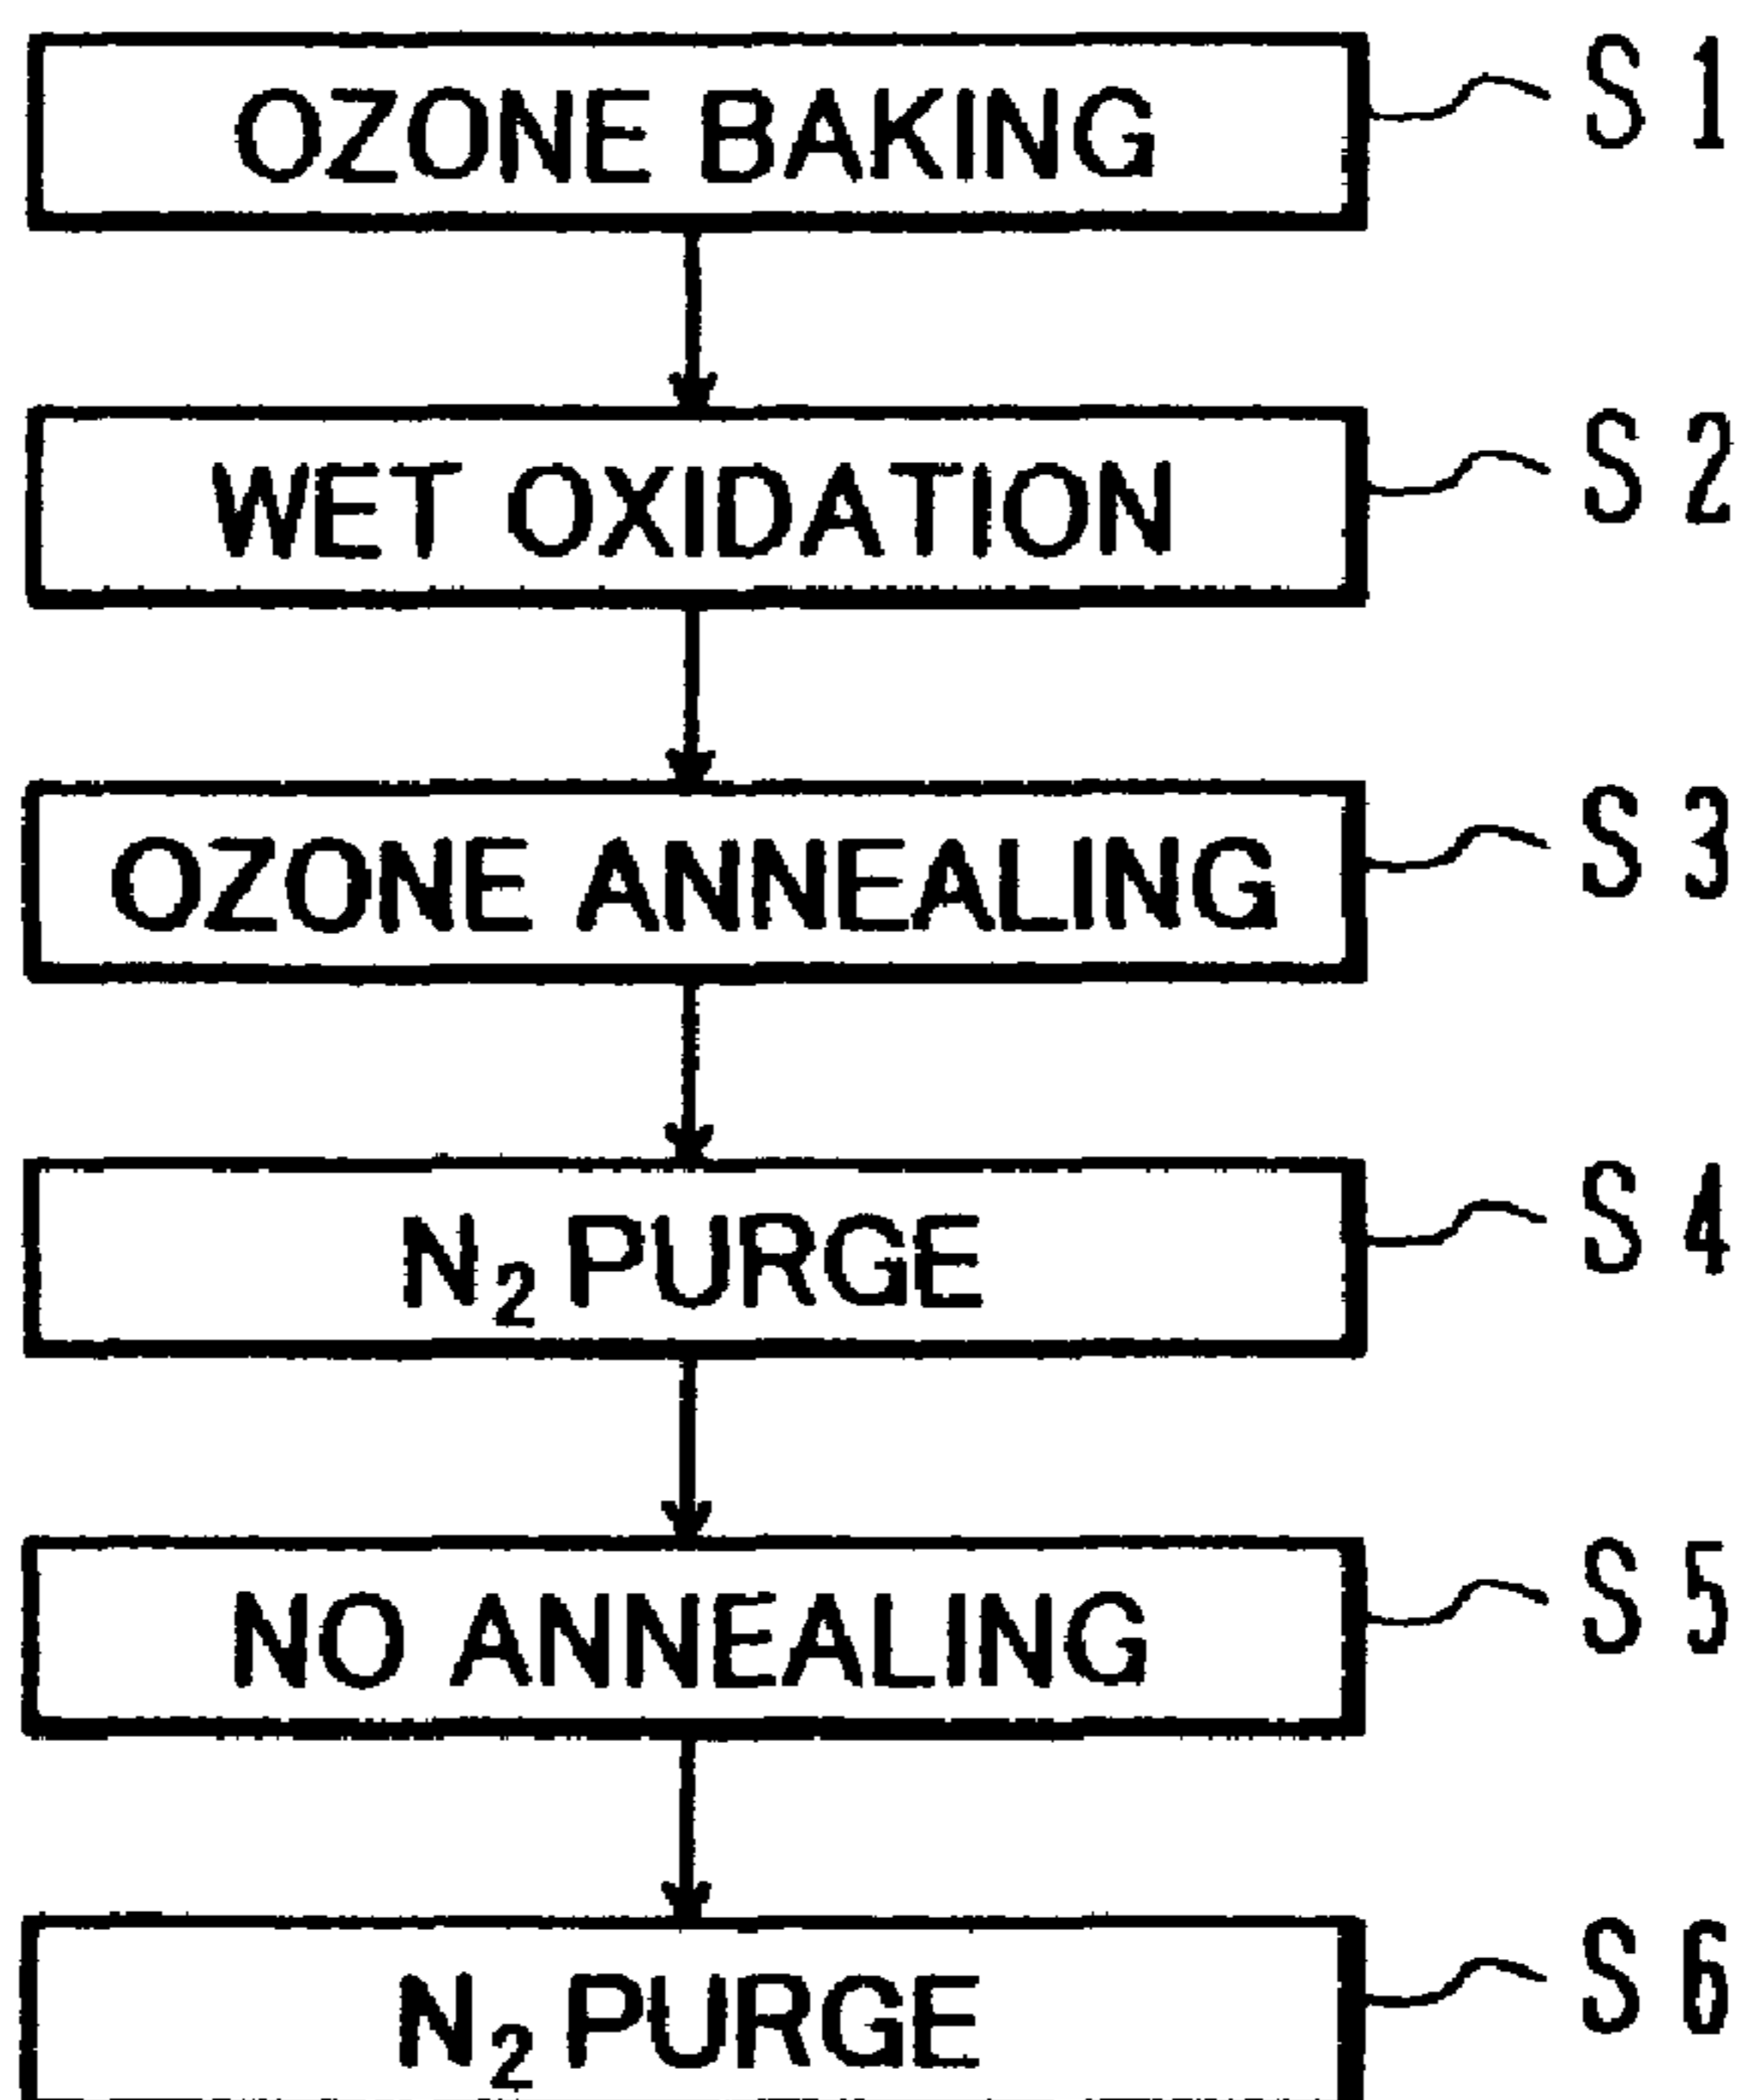 OZONE BAKING S1
WET OXIDATION S2
OZONE ANNEALING S3
N₂ PURGE S4
NO ANNEALING S5
N₂ PURGE S6